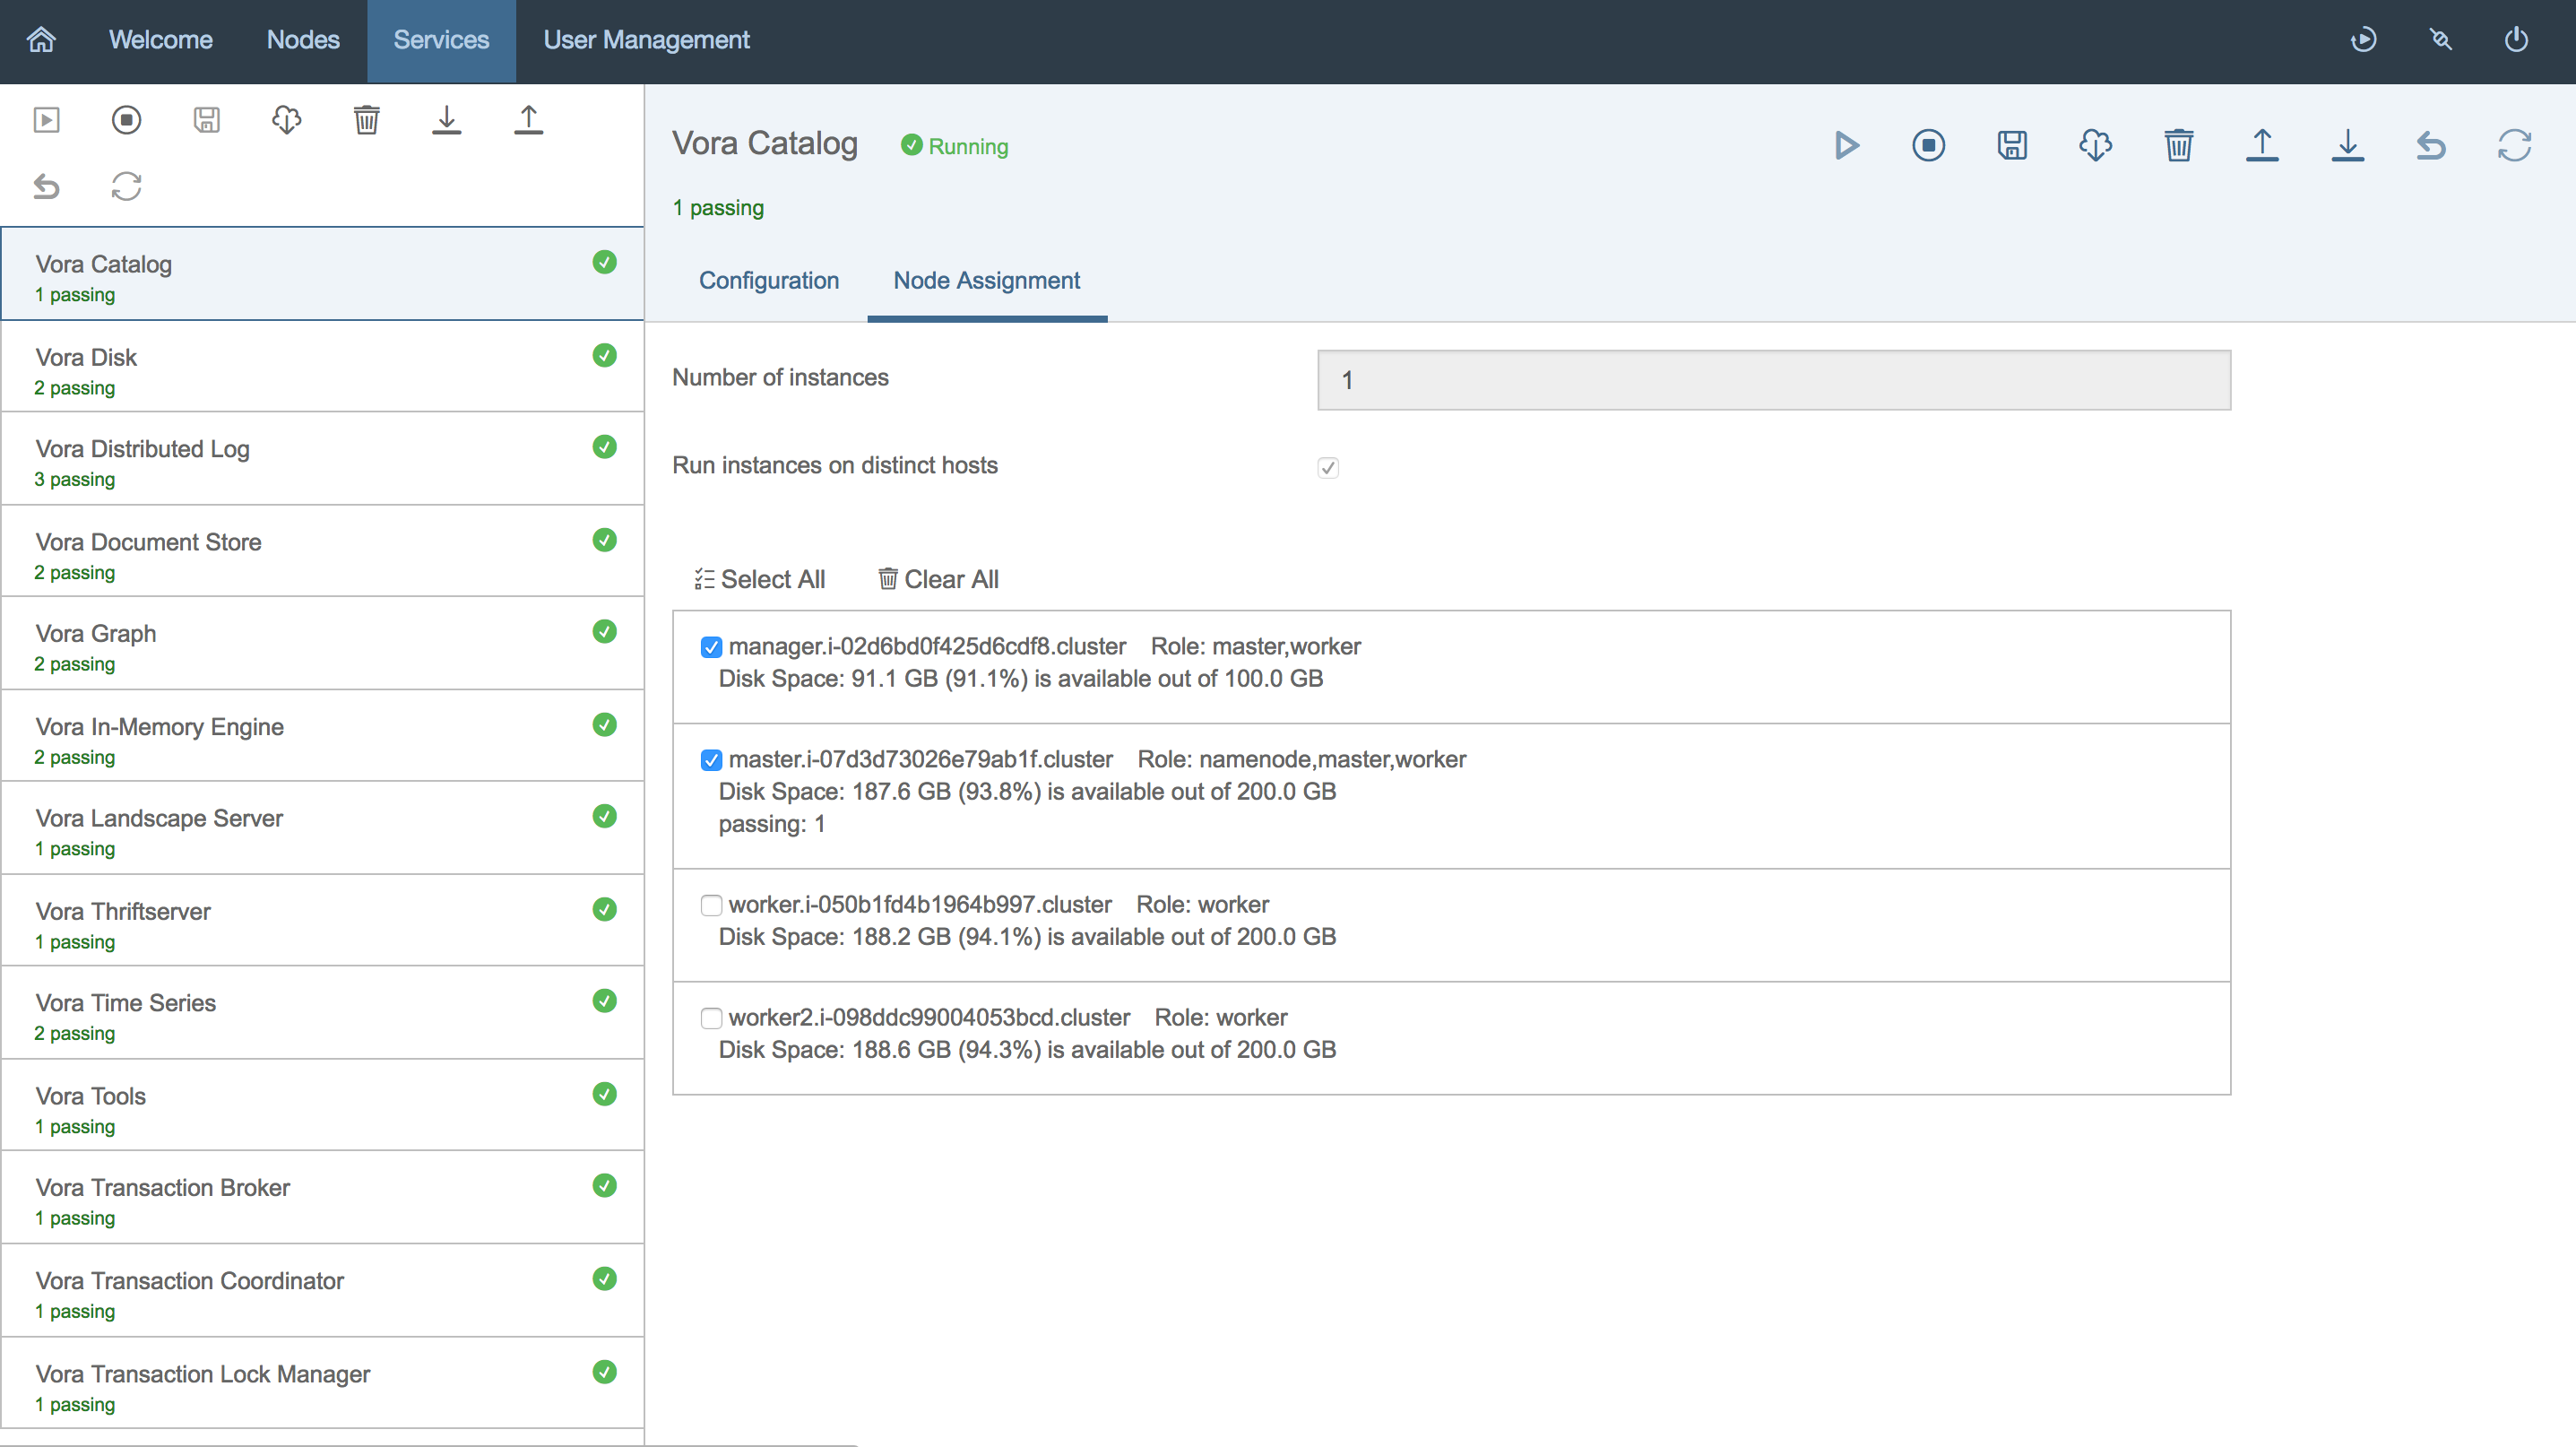 Welcome Nodes Services User Management
Vora Catalog
1 passing
Vora Disk
2 passing
Vora Distributed Log
3 passing
Vora Document Store
2 passing
Vora Graph
2 passing
Vora In-Memory Engine
2 passing
Vora Landscape Server
1 passing
Vora Thriftserver
1 passing
Vora Time Series
2 passing
Vora Tools
1 passing
Vora Transaction Broker
1 passing
Vora Transaction Coordinator
1 passing
Vora Transaction Lock Manager
1 passing
Vora Catalog Running
1 passing
Configuration Node Assignment
Number of instances 1
Run instances on distinct hosts
Select All Clear All
manager.i-02d6bd0f425d6cdf8.cluster Role: master,worker
Disk Space: 91.1 GB (91.1%) is available out of 100.0 GB
master.i-07d3d73026e79ab1f.cluster Role: namenode,master,worker
Disk Space: 187.6 GB (93.8%) is available out of 200.0 GB
passing: 1
worker.i-050b1fd4b1964b997.cluster Role: worker
Disk Space: 188.2 GB (94.1%) is available out of 200.0 GB
worker2.i-098ddc99004053bcd.cluster Role: worker
Disk Space: 188.6 GB (94.3%) is available out of 200.0 GB